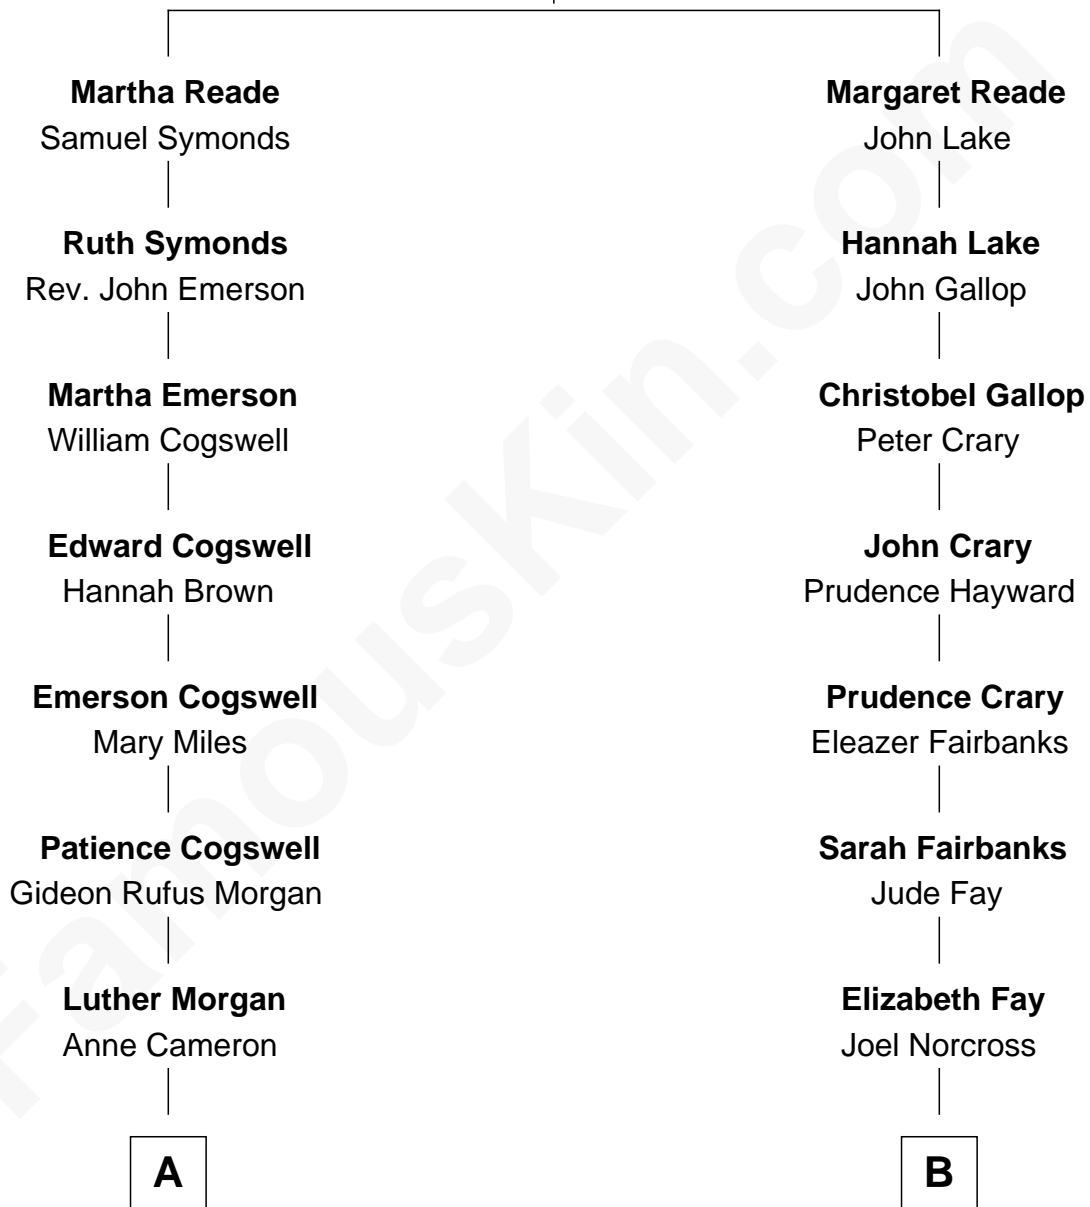 Martha Reade
Samuel Symonds
Ruth Symonds
Rev. John Emerson
Martha Emerson
William Cogswell
Edward Cogswell
Hannah Brown
Emerson Cogswell
Mary Miles
Patience Cogswell
Gideon Rufus Morgan
Luther Morgan
Anne Cameron
A
Margaret Reade
John Lake
Hannah Lake
John Gallop
Christobel Gallop
Peter Crary
John Crary
Prudence Hayward
Prudence Crary
Eleazer Fairbanks
Sarah Fairbanks
Jude Fay
Elizabeth Fay
Joel Norcross
B
FamousKin.com